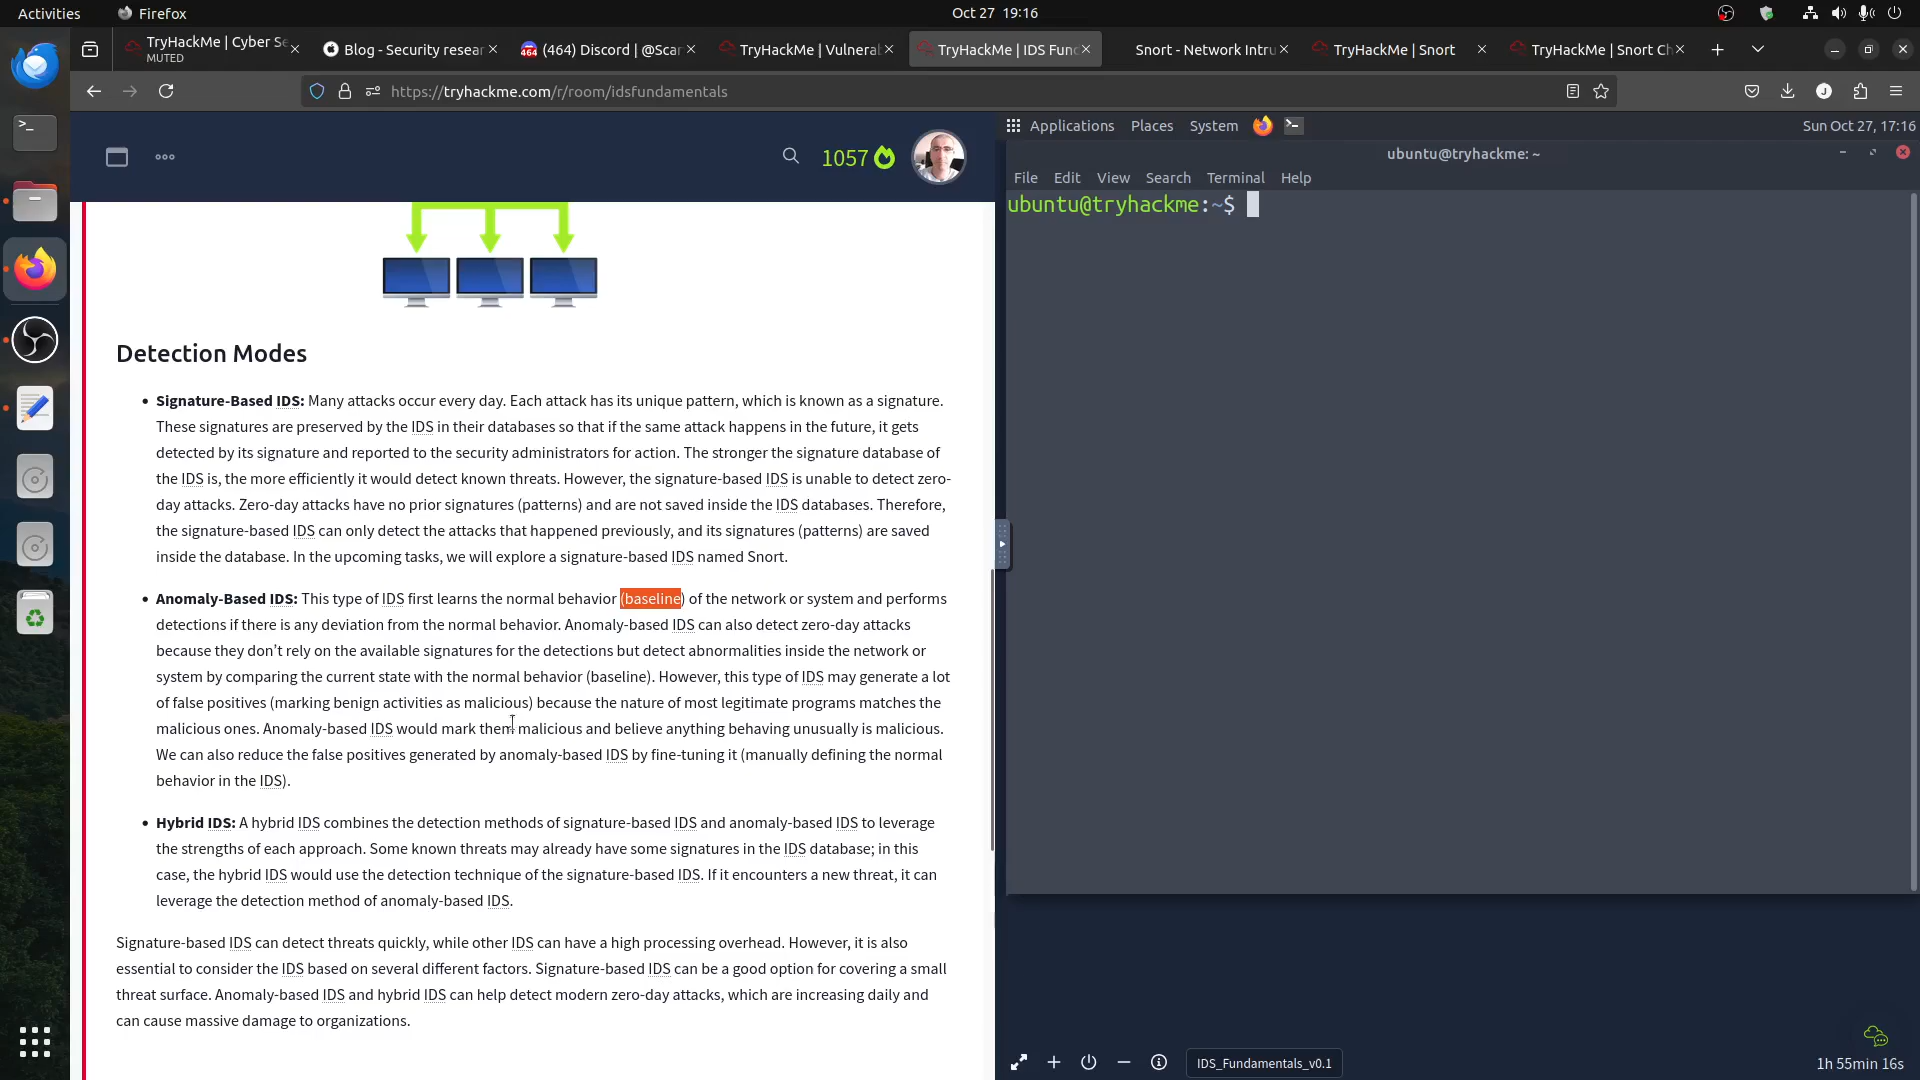 Activities
Firefox
Oct 27 19:16
TryHackMe | Cyber Se
MUTED
Blog - Security resear
(464) Discord | @Scar
TryHackMe | Vulneral
TryHackMe | IDS Fun
Snort - Network Intru
TryHackMe | Snort
TryHackMe | Snort Ch
https://tryhackme.com/r/room/idsfundamentals
1057
Detection Modes
Signature-Based IDS: Many attacks occur every day. Each attack has its unique pattern, which is known as a signature.
These signatures are preserved by the IDS in their databases so that if the same attack happens in the future, it gets
detected by its signature and reported to the security administrators for action. The stronger the signature database of
the IDS is, the more efficiently it would detect known threats. However, the signature-based IDS is unable to detect zero-
day attacks. Zero-day attacks have no prior signatures (patterns) and are not saved inside the IDS databases. Therefore,
the signature-based IDS can only detect the attacks that happened previously, and its signatures (patterns) are saved
inside the database. In the upcoming tasks, we will explore a signature-based IDS named Snort.
Anomaly-Based IDS: This type of IDS first learns the normal behavior (baseline) of the network or system and performs
detections if there is any deviation from the normal behavior. Anomaly-based IDS can also detect zero-day attacks
because they don't rely on the available signatures for the detections but detect abnormalities inside the network or
system by comparing the current state with the normal behavior (baseline). However, this type of IDS may generate a lot
of false positives (marking benign activities as malicious) because the nature of most legitimate programs matches the
malicious ones. Anomaly-based IDS would mark them malicious and believe anything behaving unusually is malicious.
We can also reduce the false positives generated by anomaly-based IDS by fine-tuning it (manually defining the normal
behavior in the IDS).
Hybrid IDS: A hybrid IDS combines the detection methods of signature-based IDS and anomaly-based IDS to leverage
the strengths of each approach. Some known threats may already have some signatures in the IDS database; in this
case, the hybrid IDS would use the detection technique of the signature-based IDS. If it encounters a new threat, it can
leverage the detection method of anomaly-based IDS.
Signature-based IDS can detect threats quickly, while other IDS can have a high processing overhead. However, it is also
essential to consider the IDS based on several different factors. Signature-based IDS can be a good option for covering a small
threat surface. Anomaly-based IDS and hybrid IDS can help detect modern zero-day attacks, which are increasing daily and
can cause massive damage to organizations.
Applications Places System
Sun Oct 27, 17:16
ubuntu@tryhackme: ~
File Edit View Search Terminal Help
ubuntu@tryhackme:~$
IDS_Fundamentals_v0.1
1h 55min 16s